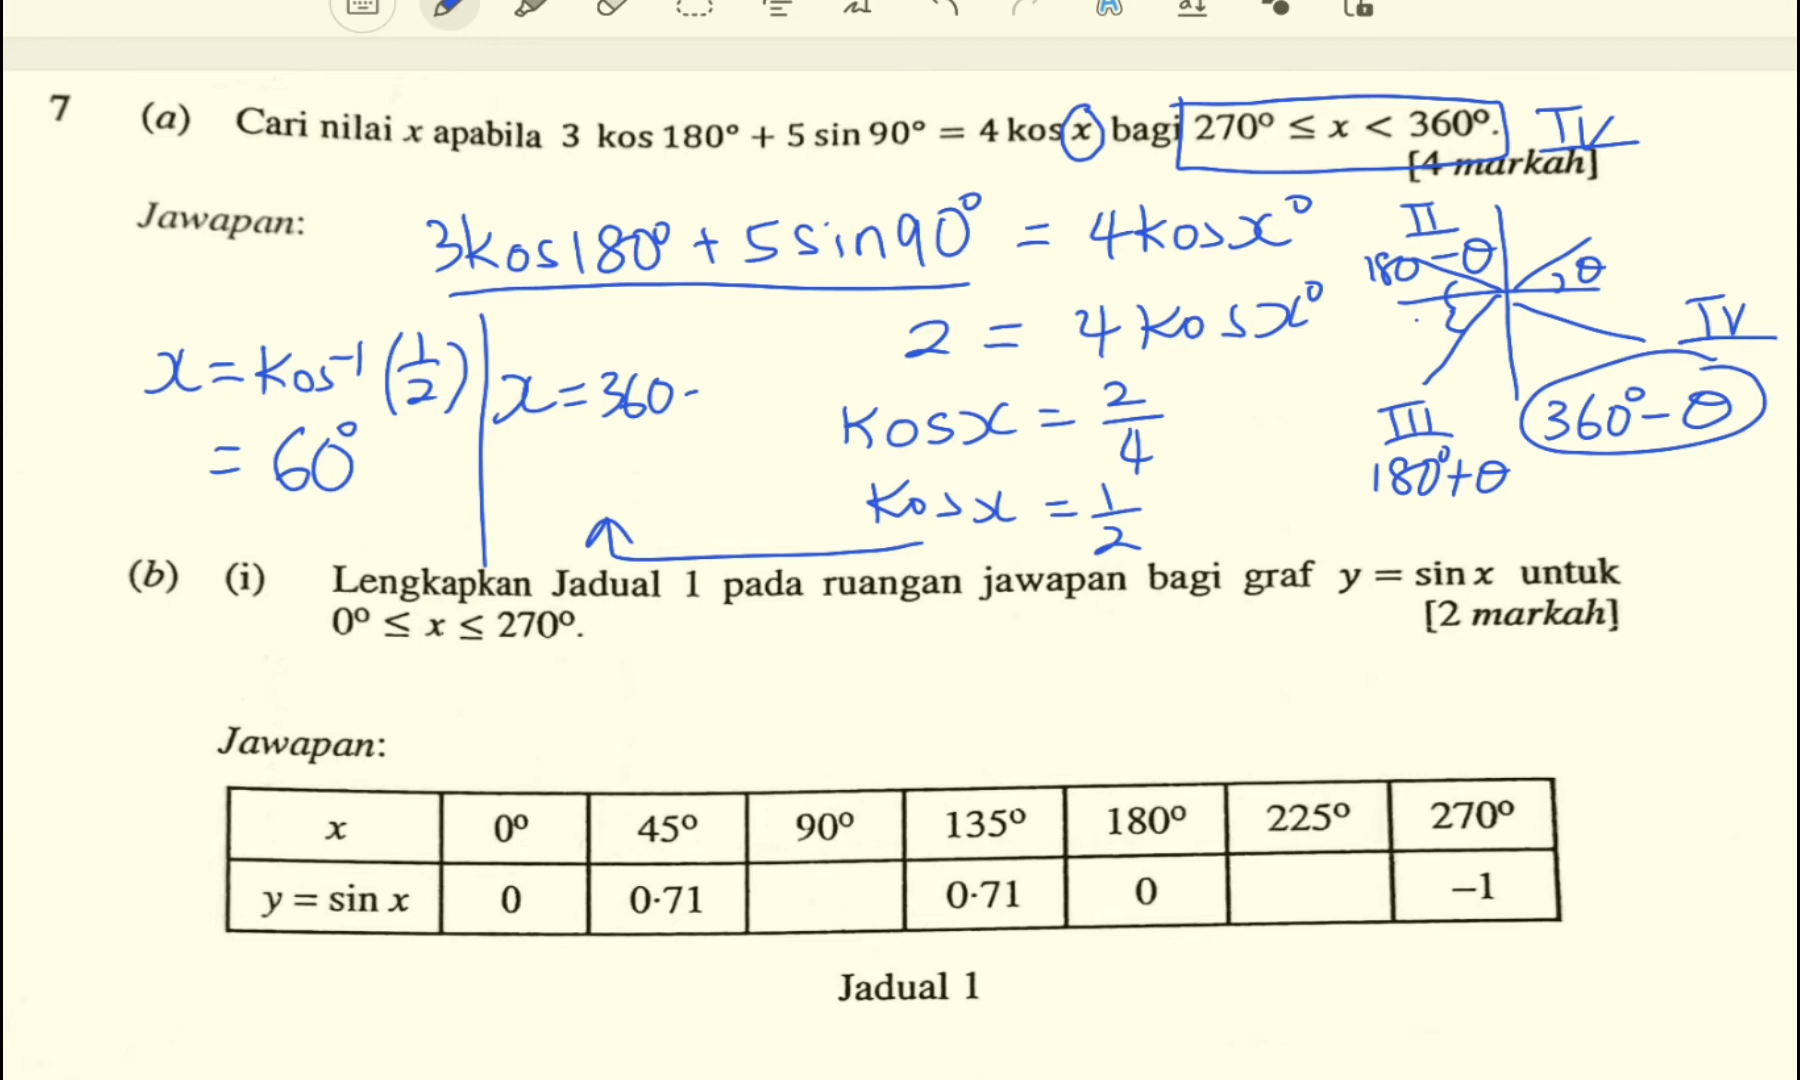 7 (a) Cari nilai x apabila 3 kos 180° + 5 sin 90° = 4 kos x bagi 270° ≤ x < 360°. IV
[4 markah]
Jawapan:
3kos180° + 5sin90° = 4kosx°
2 = 4kosx°
kosx = 2/4
kosx = 1/2
x = kos⁻¹(1/2)
= 60°
x = 360-
II
180-θ
θ
IV
360°-θ
III
180°+θ
(b) (i) Lengkapkan Jadual 1 pada ruangan jawapan bagi graf y = sin x untuk
0° ≤ x ≤ 270°. [2 markah]
Jawapan:
x 0° 45° 90° 135° 180° 225° 270°
y = sin x 0 0·71 0·71 0 −1
Jadual 1